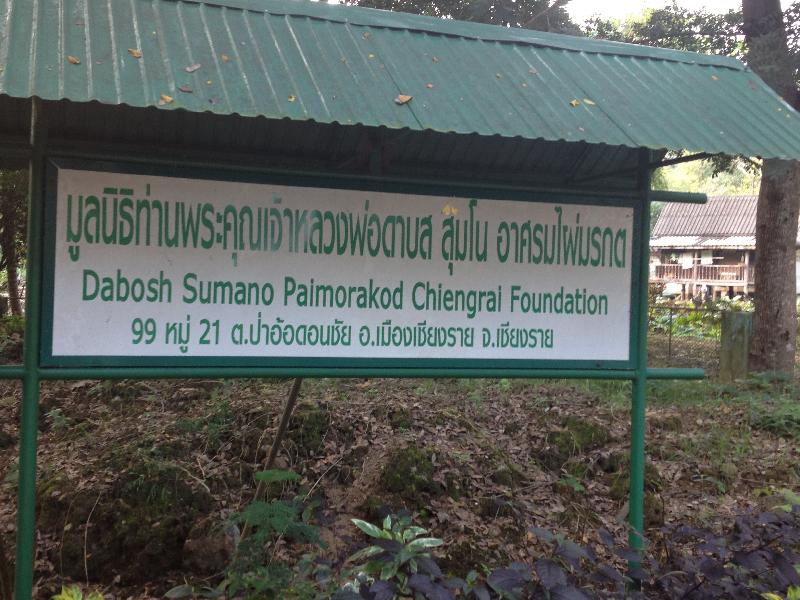 มูลนิธิท่านพระคุณเจ้าหลวงพ่อดาบส สุมโน อาศรมไผ่มรกต
Dabosh Sumano Paimorakod Chiengrai Foundation
99 หมู่ 21 ต.ป่าอ้อดอนชัย อ.เมืองเชียงราย จ.เชียงราย